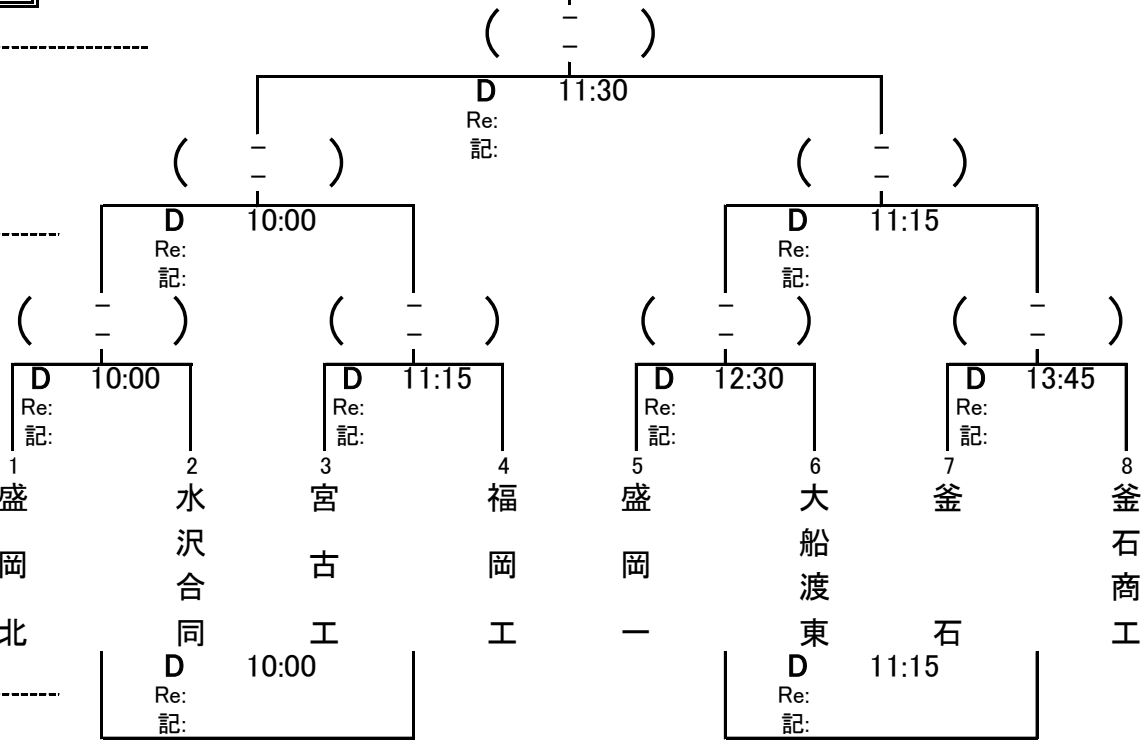 ( － － )
D 11:30
Re:
記:
( － － ) ( － － )
D 10:00 D 11:15
Re: Re:
記: 記:
( － － ) ( － － ) ( － － ) ( － － )
D 10:00 D 11:15 D 12:30 D 13:45
Re: Re: Re: Re:
記: 記: 記: 記:
1 2 3 4 5 6 7 8
盛岡北
水沢合同
宮古工
福岡工
盛岡一
大船渡東
釜石
釜石商工
D 10:00 D 11:15
Re: Re:
記: 記: